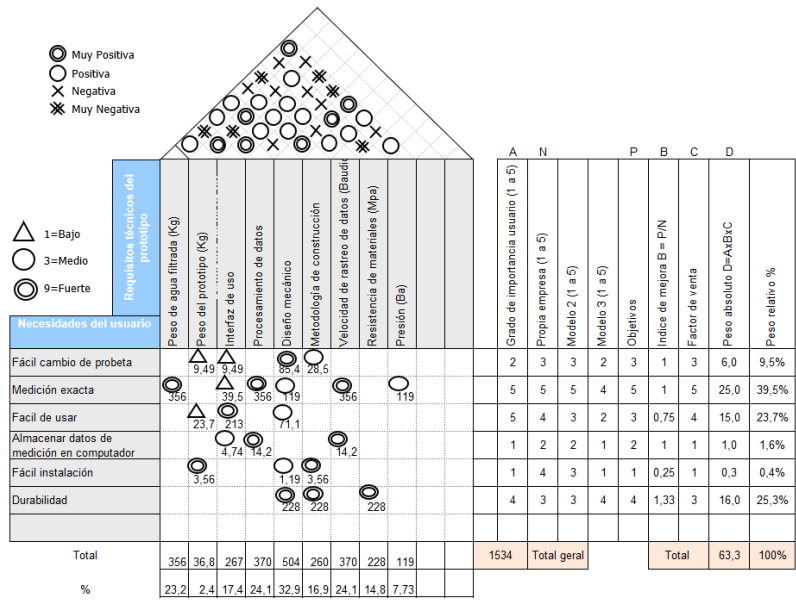 Muy Positiva
Positiva
Negativa
Muy Negativa
1=Bajo
3=Medio
9=Fuerte
Requisitos técnicos del prototipo
Necesidades del usuario
Peso de agua filtrada (Kg)
Peso del prototipo (Kg)
Interfaz de uso
Procesamiento de datos
Diseño mecánico
Metodología de construcción
Velocidad de rastreo de datos (Baudio
Resistencia de materiales (Mpa)
Presión (Ba)
A N P B C D
Grado de importancia usuario (1 a 5)
Propia empresa (1 a 5)
Modelo 2 (1 a 5)
Modelo 3 (1 a 5)
Objetivos
Indice de mejora B = P/N
Factor de venta
Peso absoluto D=AxBxC
Peso relativo %
Fácil cambio de probeta 9,49 9,49 85,4 28,5 2 3 3 2 3 1 3 6,0 9,5%
Medición exacta 356 39,5 356 119 356 119 5 5 5 4 5 1 5 25,0 39,5%
Facil de usar 23,7 213 71,1 5 4 3 2 3 0,75 4 15,0 23,7%
Almacenar datos de
medición en computador 4,74 14,2 14,2 1 2 2 1 2 1 1 1,0 1,6%
Fácil instalación 3,56 1,19 3,56 1 4 3 1 1 0,25 1 0,3 0,4%
Durabilidad 228 228 228 4 3 3 4 4 1,33 3 16,0 25,3%
Total 356 36,8 267 370 504 260 370 228 119 1534 Total geral Total 63,3 100%
% 23,2 2,4 17,4 24,1 32,9 16,9 24,1 14,8 7,73